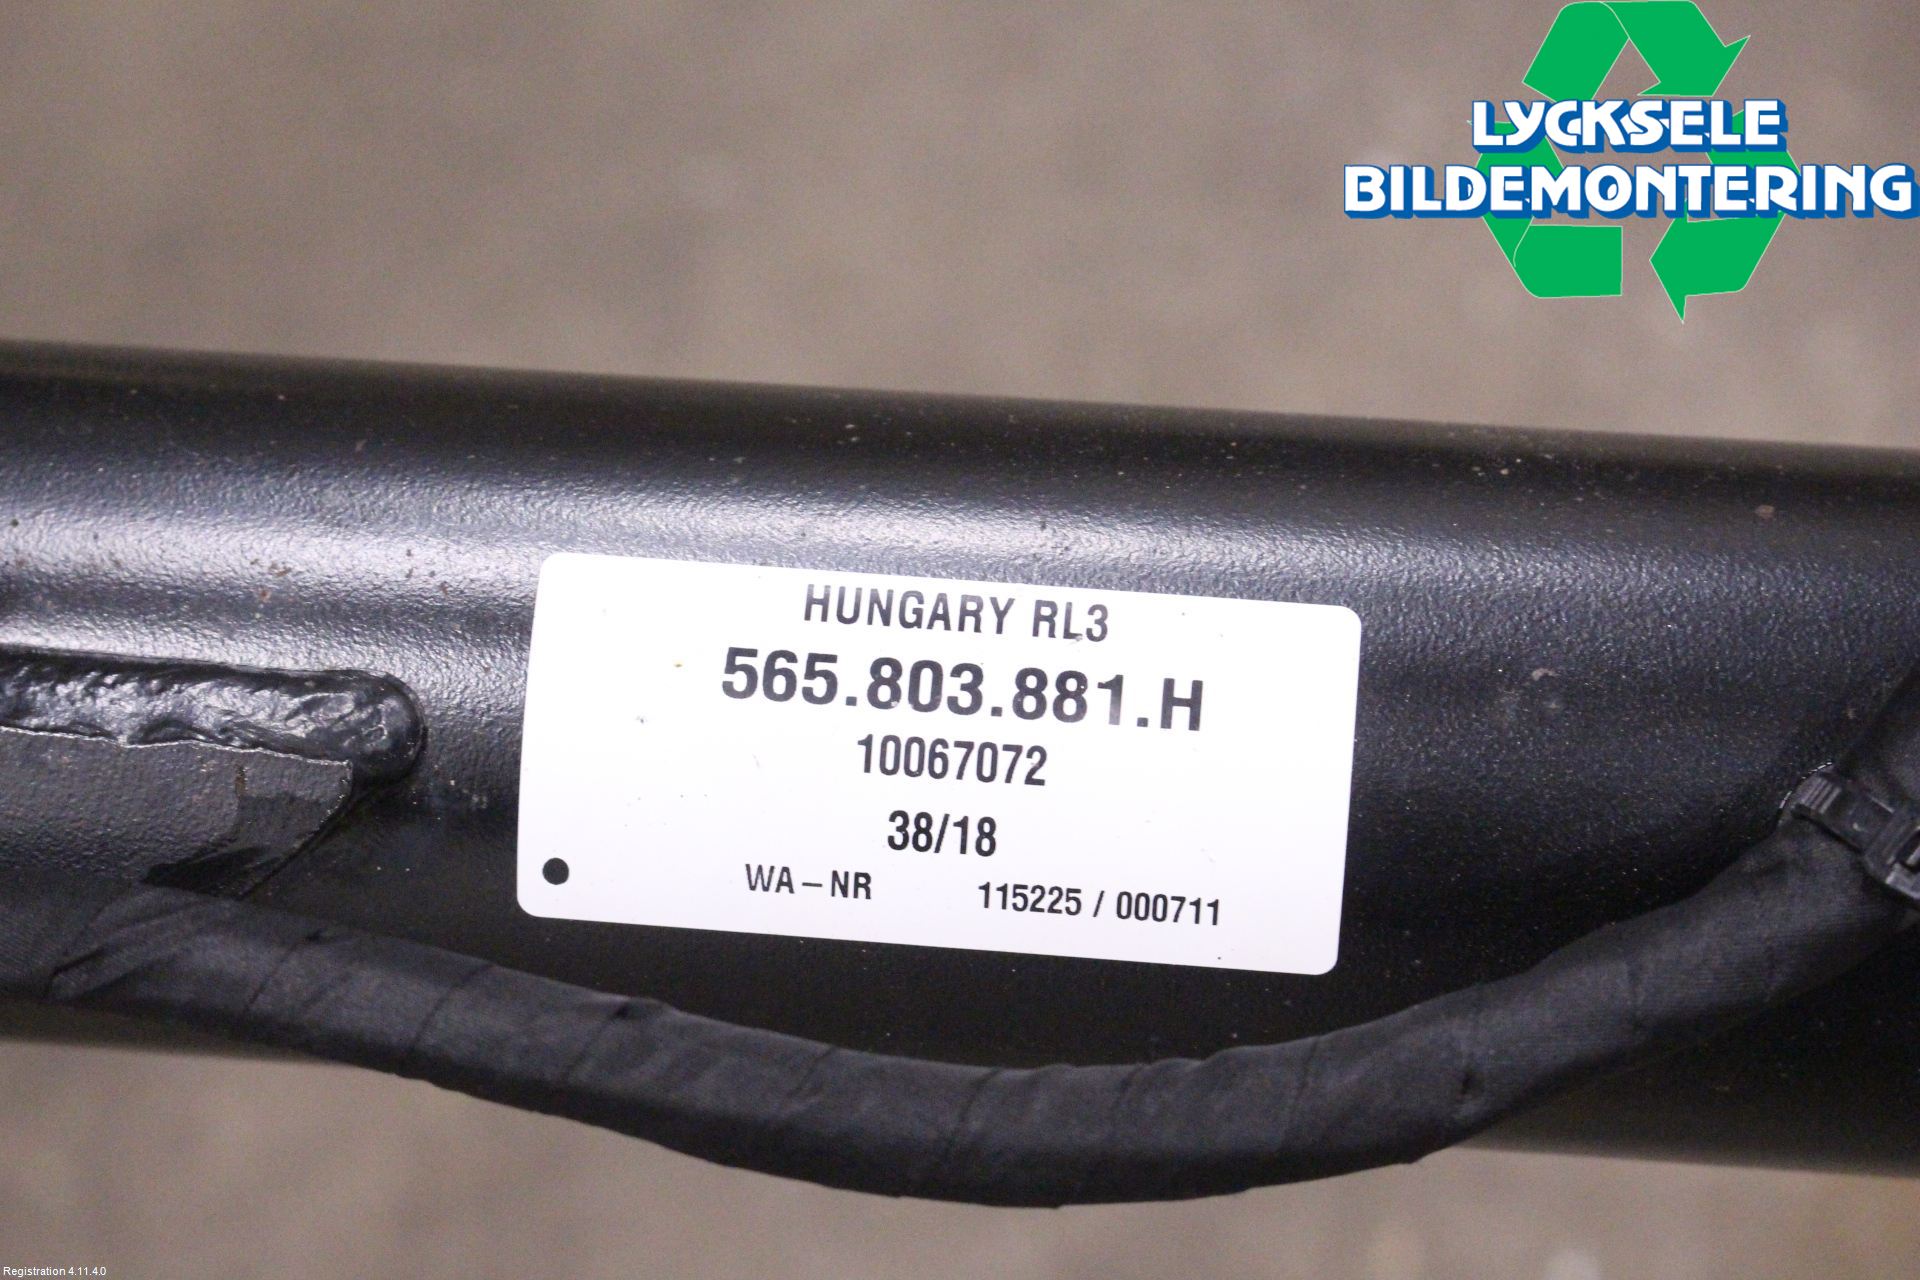 LYCKSELE
BILDEMONTERING
HUNGARY RL3
565.803.881.H
10067072
38/18
WA-NR 115225 / 000711
Registration 4.11.4.0